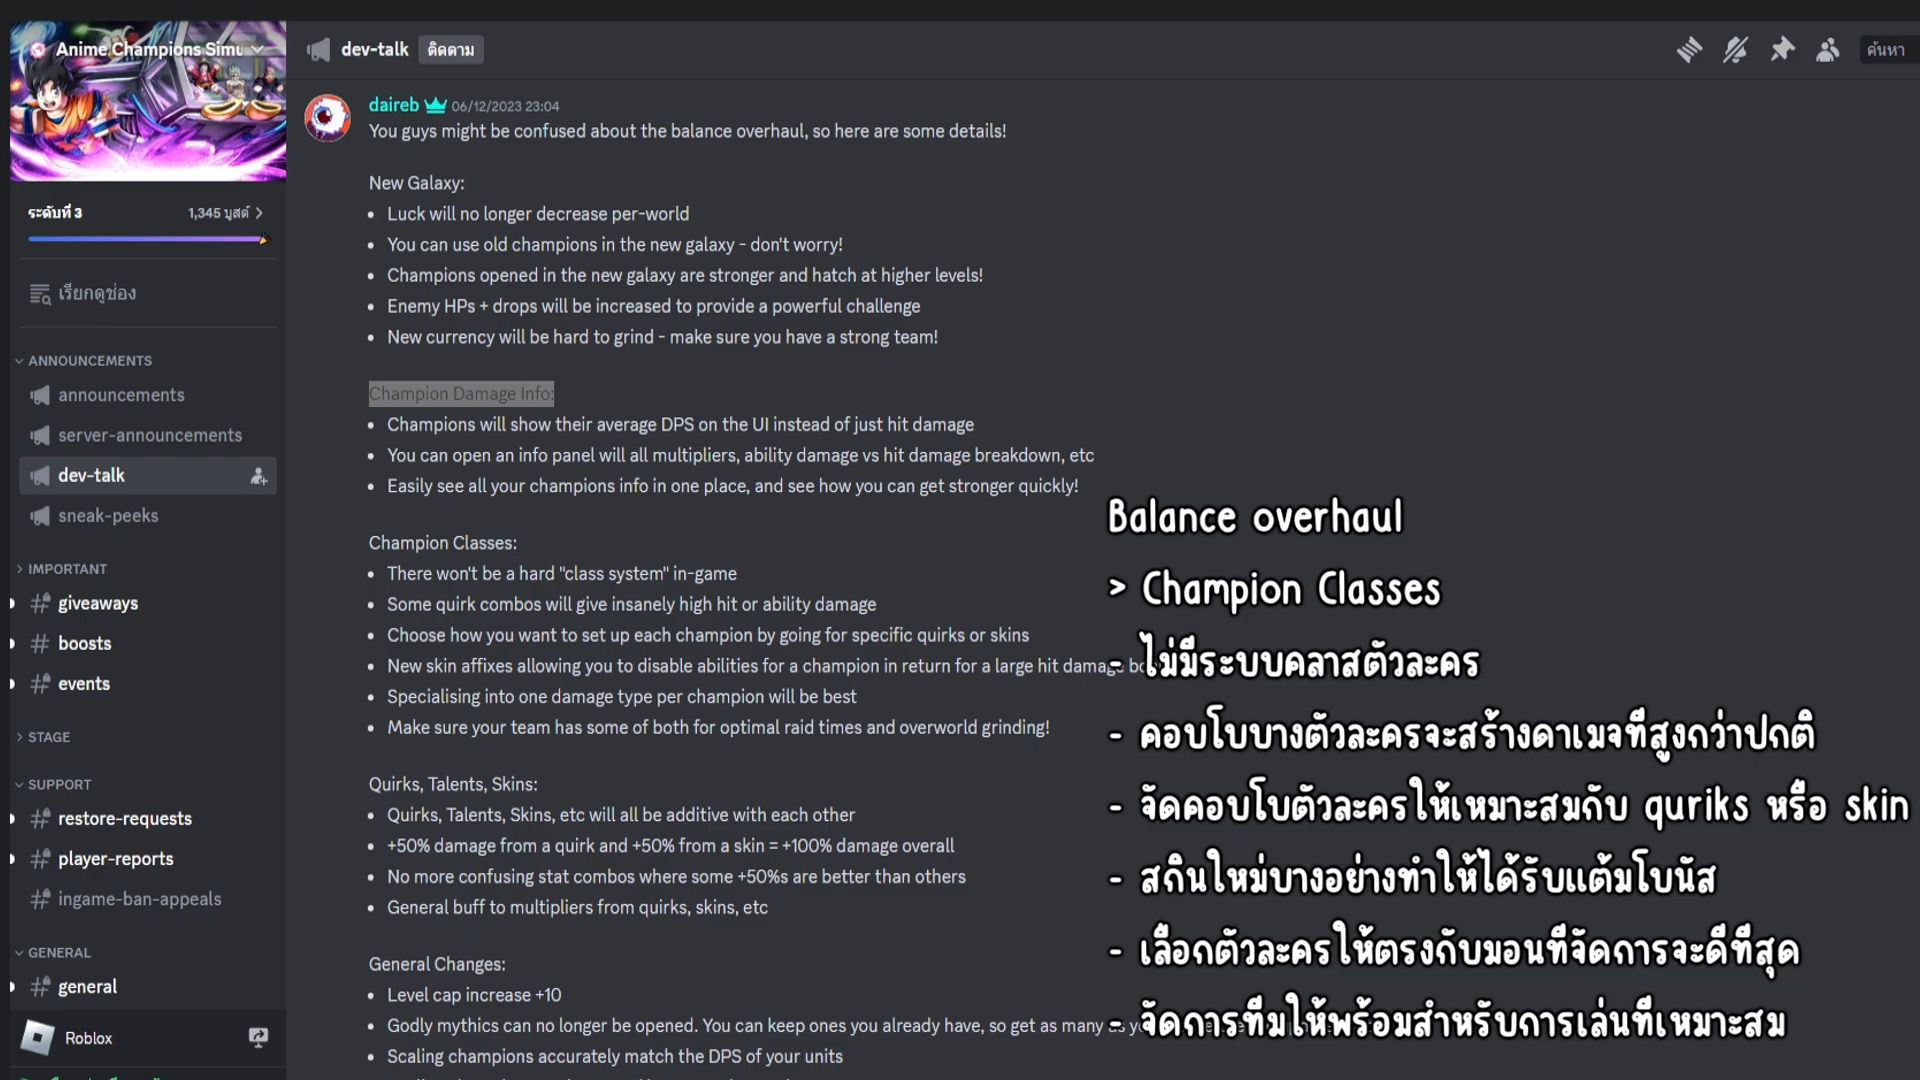 Anime Champions Simu
ระดับที่ 3
1,345 บูสต์
เรียกดูช่อง
ANNOUNCEMENTS
announcements
server-announcements
dev-talk
sneak-peeks
IMPORTANT
giveaways
boosts
events
STAGE
SUPPORT
restore-requests
player-reports
ingame-ban-appeals
GENERAL
general
Roblox
dev-talk
ติดตาม
ค้นหา
daireb 06/12/2023 23:04
You guys might be confused about the balance overhaul, so here are some details!
New Galaxy:
• Luck will no longer decrease per-world
• You can use old champions in the new galaxy - don't worry!
• Champions opened in the new galaxy are stronger and hatch at higher levels!
• Enemy HPs + drops will be increased to provide a powerful challenge
• New currency will be hard to grind - make sure you have a strong team!
Champion Damage Info:
• Champions will show their average DPS on the UI instead of just hit damage
• You can open an info panel will all multipliers, ability damage vs hit damage breakdown, etc
• Easily see all your champions info in one place, and see how you can get stronger quickly!
Champion Classes:
• There won't be a hard "class system" in-game
• Some quirk combos will give insanely high hit or ability damage
• Choose how you want to set up each champion by going for specific quirks or skins
• New skin affixes allowing you to disable abilities for a champion in return for a large hit damage
• Specialising into one damage type per champion will be best
• Make sure your team has some of both for optimal raid times and overworld grinding!
Quirks, Talents, Skins:
• Quirks, Talents, Skins, etc will all be additive with each other
• +50% damage from a quirk and +50% from a skin = +100% damage overall
• No more confusing stat combos where some +50%s are better than others
• General buff to multipliers from quirks, skins, etc
General Changes:
• Level cap increase +10
• Godly mythics can no longer be opened. You can keep ones you already have, so get as many as
• Scaling champions accurately match the DPS of your units
Balance overhaul
> Champion Classes
- ไม่มีระบบคลาสตัวละคร
- คอบโบบางตัวละครจะสร้างดาเมจที่สูงกว่าปกติ
- จัดคอบโบตัวละครให้เหมาะสมกับ quriks หรือ skin
- สกินใหม่บางอย่างทำให้ได้รับแต้มโบนัส
- เลือกตัวละครให้ตรงกับมอนที่จัดการจะดีที่สุด
- จัดการทีมให้พร้อมสำหรับการเล่นที่เหมาะสม